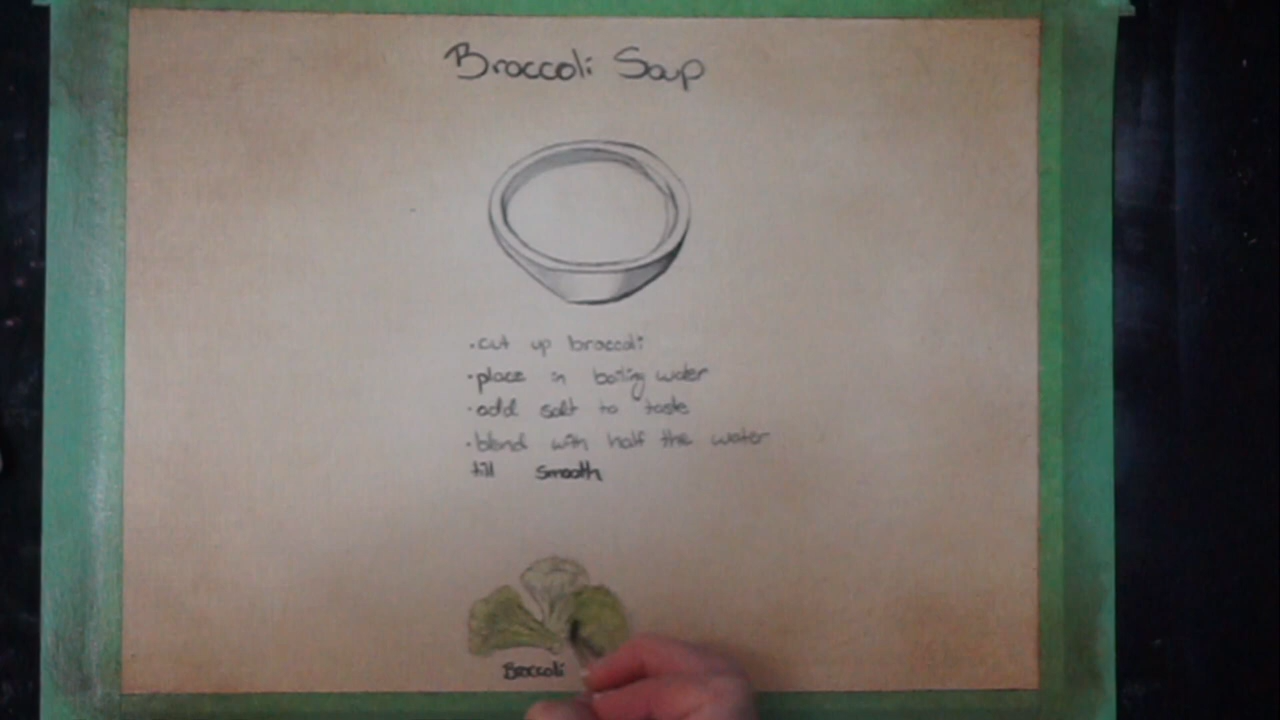 Broccoli Soup
·cut up broccoli
·place in boiling water
·add salt to taste
·blend with half the water
till smooth
Broccoli